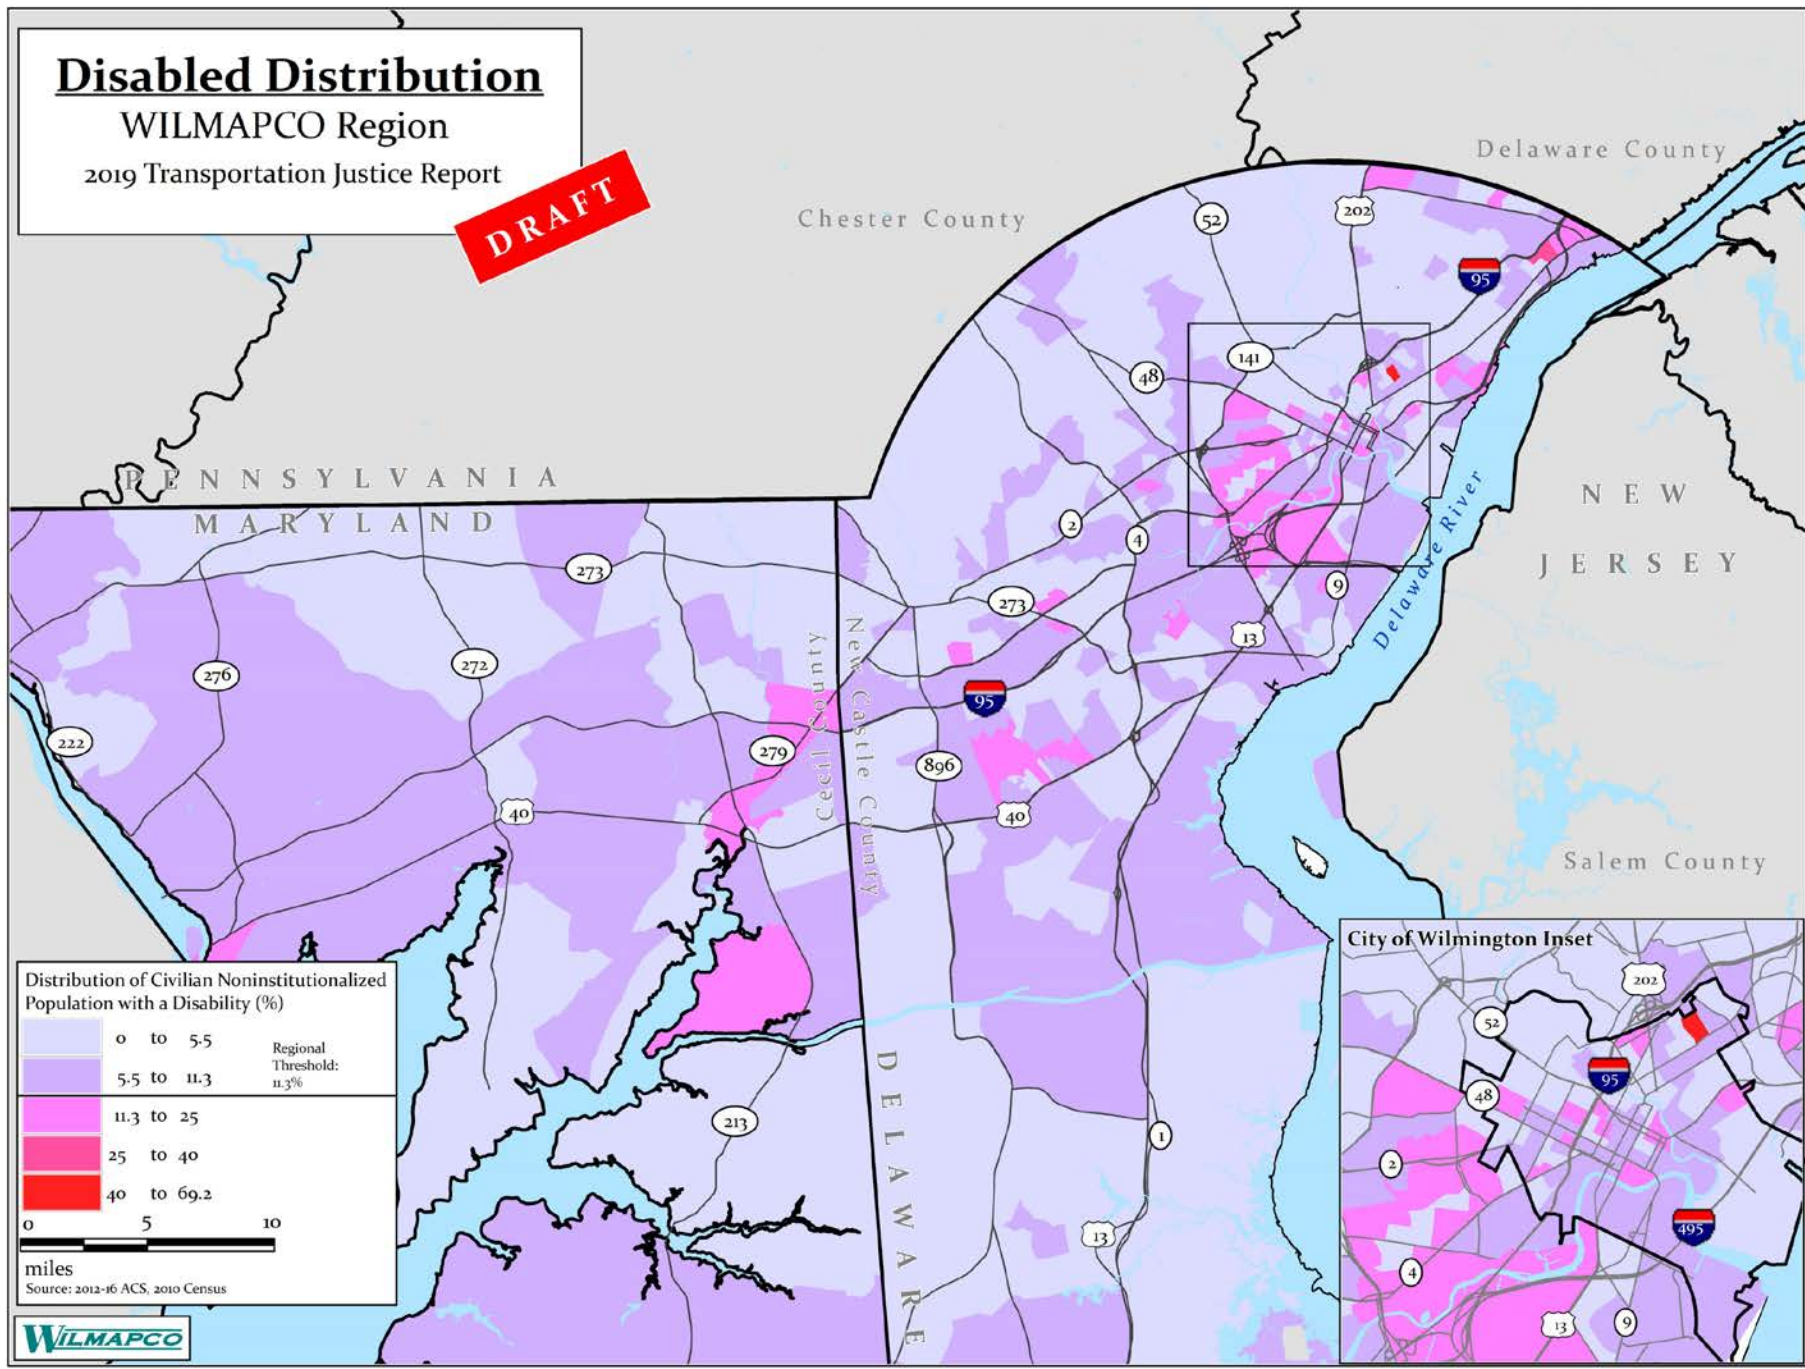 Disabled Distribution
WILMAPCO Region
2019 Transportation Justice Report
DRAFT
Delaware County
Chester County
52
202
95
141
48
PENNSYLVANIA
MARYLAND
NEW
JERSEY
Delaware River
2
4
273
273
9
13
276
272
Cecil County
New Castle County
95
222
279
896
40
40
Salem County
213
DELAWARE
1
13
Distribution of Civilian Noninstitutionalized
Population with a Disability (%)
0 to 5.5
5.5 to 11.3
Regional
Threshold:
11.3%
11.3 to 25
25 to 40
40 to 69.2
0 5 10
miles
Source: 2012-16 ACS, 2010 Census
WILMAPCO
City of Wilmington Inset
202
52
95
48
2
495
4
13
9